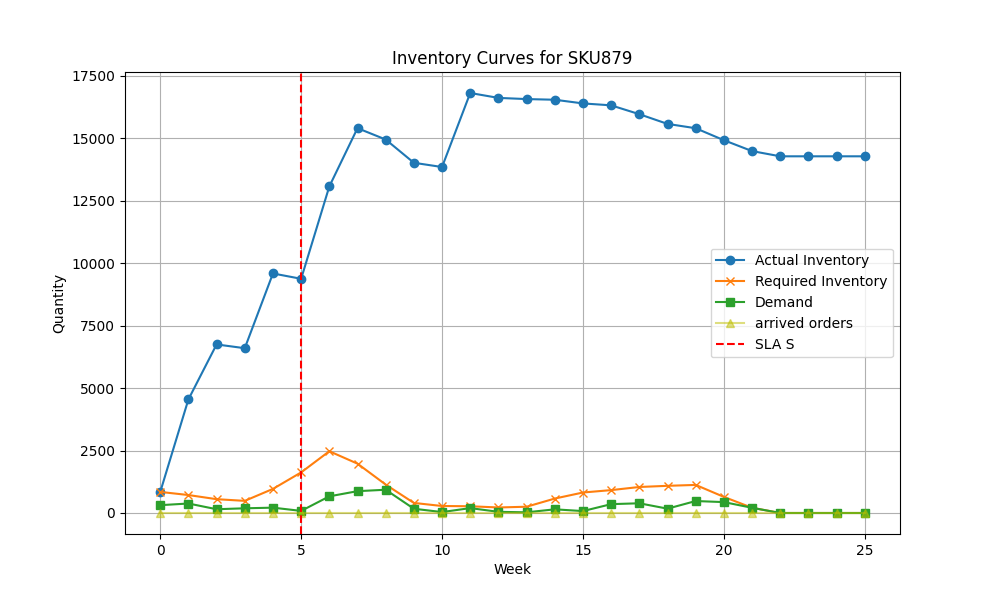 Inventory Curves for SKU879
17500
15000
12500
10000
7500
5000
2500
0
Quantity
Actual Inventory
Required Inventory
Demand
arrived orders
SLA S
0 5 10 15 20 25
Week